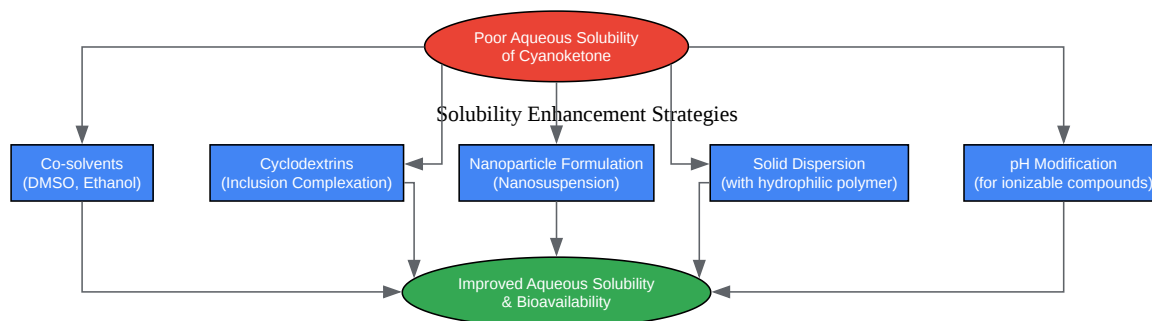 Poor Aqueous Solubility
of Cyanoketone
Solubility Enhancement Strategies
Co-solvents
(DMSO, Ethanol)
Cyclodextrins
(Inclusion Complexation)
Nanoparticle Formulation
(Nanosuspension)
Solid Dispersion
(with hydrophilic polymer)
pH Modification
(for ionizable compounds)
Improved Aqueous Solubility
& Bioavailability